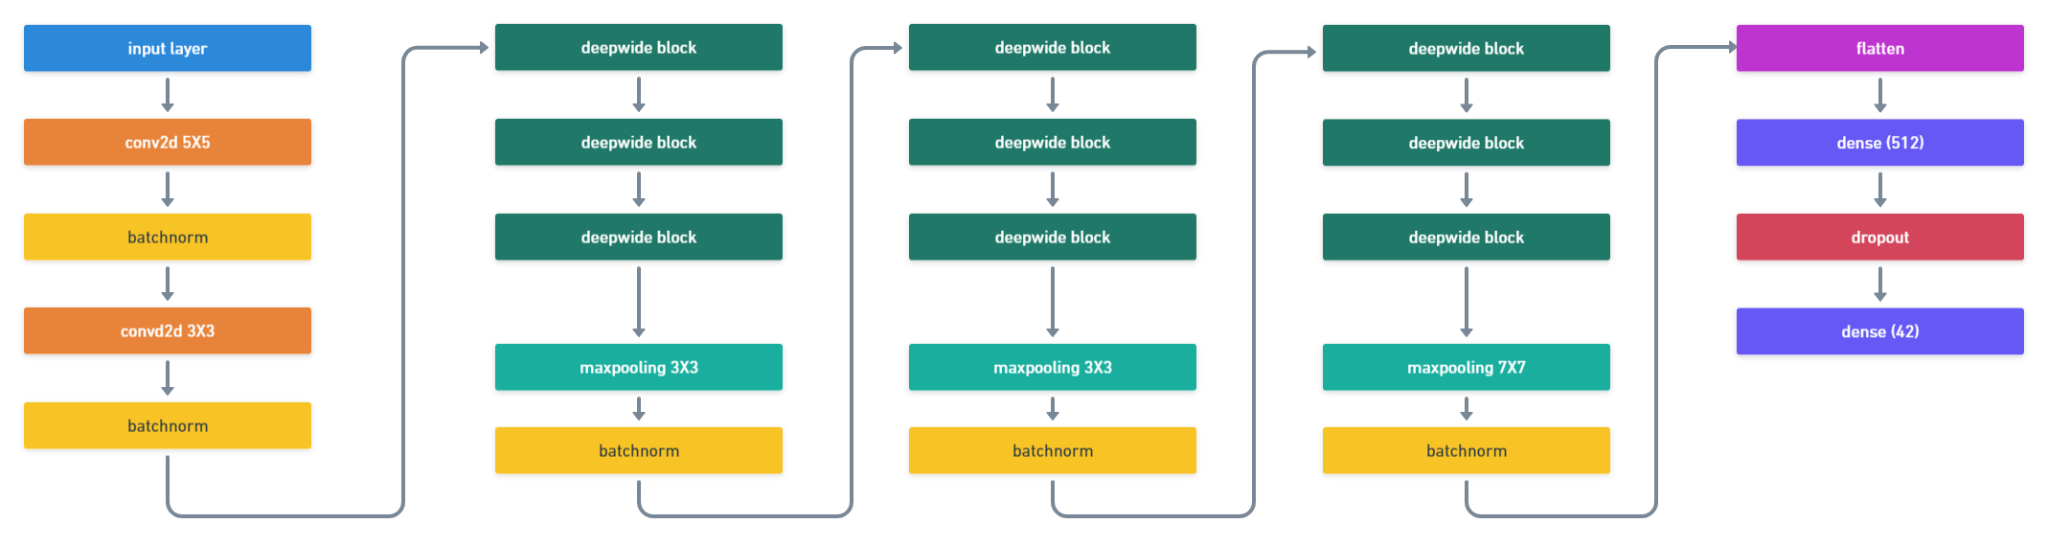 input layer
conv2d 5X5
batchnorm
convd2d 3X3
batchnorm
deepwide block
deepwide block
deepwide block
maxpooling 3X3
batchnorm
deepwide block
deepwide block
deepwide block
maxpooling 3X3
batchnorm
deepwide block
deepwide block
deepwide block
maxpooling 7X7
batchnorm
flatten
dense (512)
dropout
dense (42)